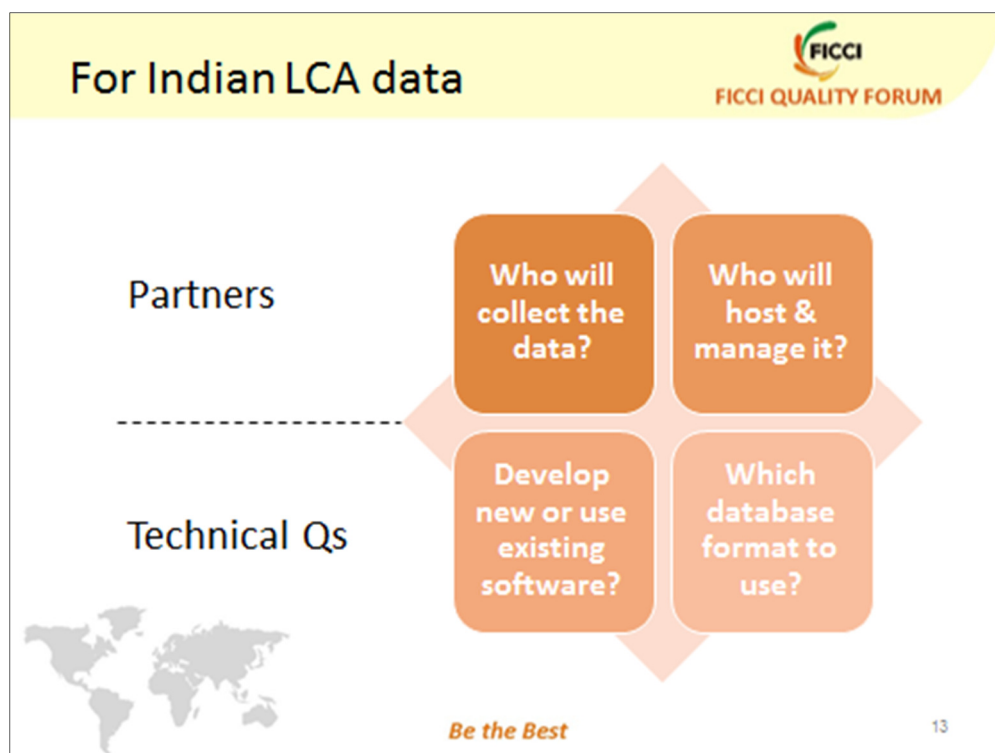 For Indian LCA data
FICCI
FICCI QUALITY FORUM
Partners
Who will
collect the
data?
Who will
host &
manage it?
Technical Qs
Develop
new or use
existing
software?
Which
database
format to
use?
Be the Best
13